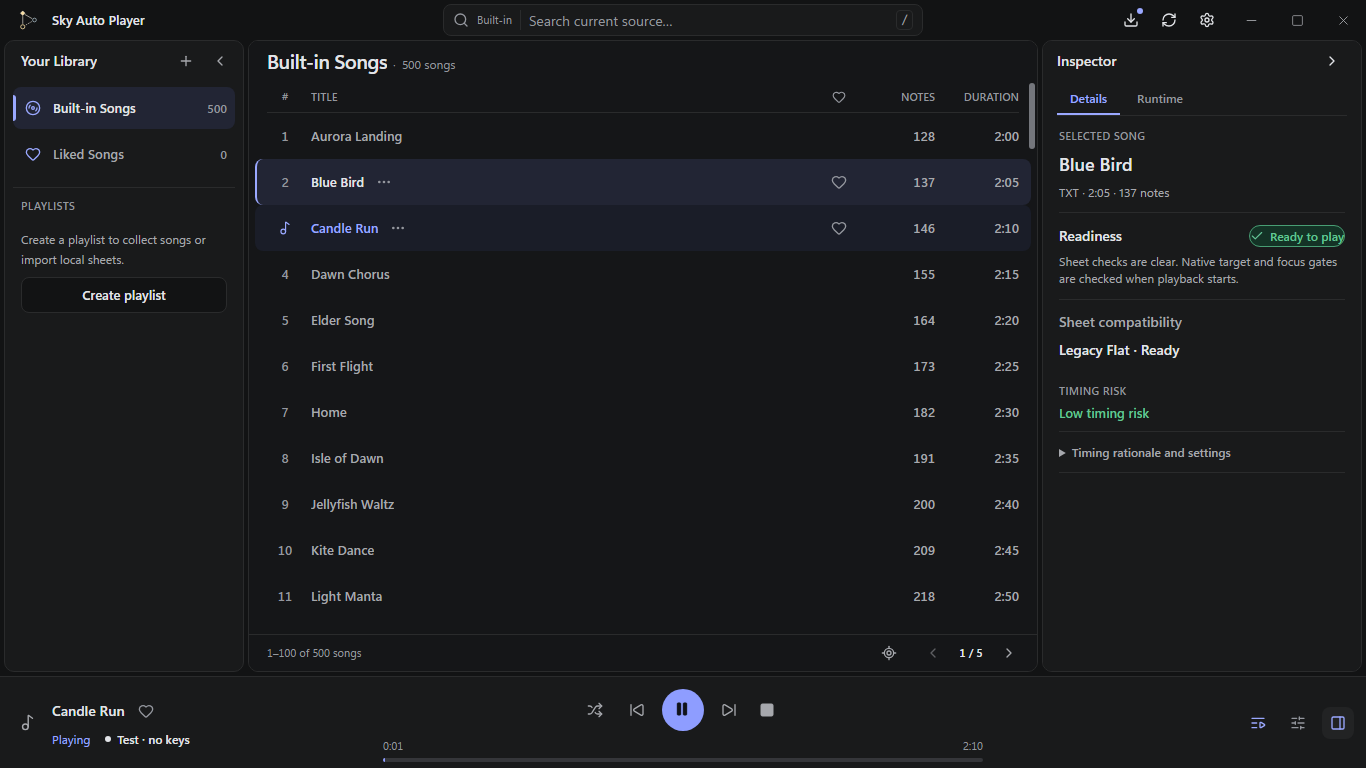 Sky Auto Player
Built-in
Search current source...
/
Your Library
Built-in Songs 500
Liked Songs 0
PLAYLISTS
Create a playlist to collect songs or
import local sheets.
Create playlist
Built-in Songs · 500 songs
# TITLE NOTES DURATION
1 Aurora Landing 128 2:00
2 Blue Bird ··· 137 2:05
Candle Run ··· 146 2:10
4 Dawn Chorus 155 2:15
5 Elder Song 164 2:20
6 First Flight 173 2:25
7 Home 182 2:30
8 Isle of Dawn 191 2:35
9 Jellyfish Waltz 200 2:40
10 Kite Dance 209 2:45
11 Light Manta 218 2:50
1–100 of 500 songs
1 / 5
Inspector
Details Runtime
SELECTED SONG
Blue Bird
TXT · 2:05 · 137 notes
Readiness
Ready to play
Sheet checks are clear. Native target and focus gates
are checked when playback starts.
Sheet compatibility
Legacy Flat · Ready
TIMING RISK
Low timing risk
Timing rationale and settings
Candle Run
Playing
Test · no keys
0:01 2:10